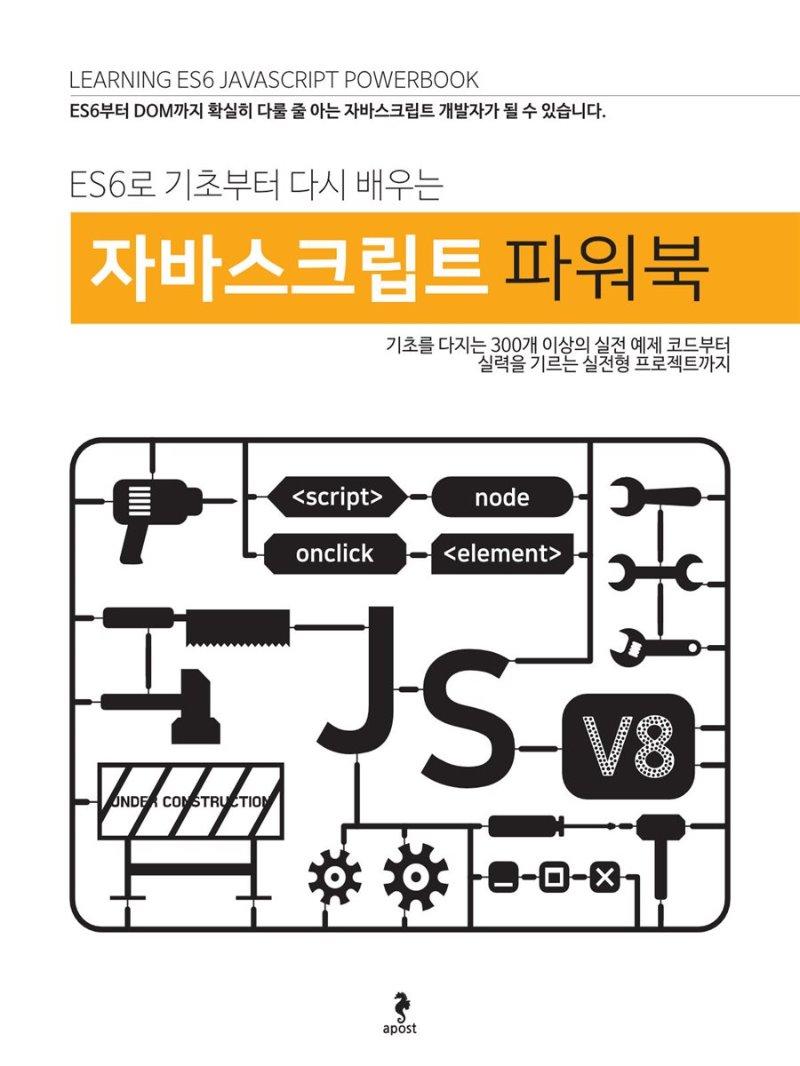 LEARNING ES6 JAVASCRIPT POWERBOOK
ES6부터 DOM까지 확실히 다룰 줄 아는 자바스크립트 개발자가 될 수 있습니다.
ES6로 기초부터 다시 배우는
자바스크립트 파워북
기초를 다지는 300개 이상의 실전 예제 코드부터
실력을 기르는 실전형 프로젝트까지
<script> node
onclick <element>
JS
V8
UNDER CONSTRUCTION
apost